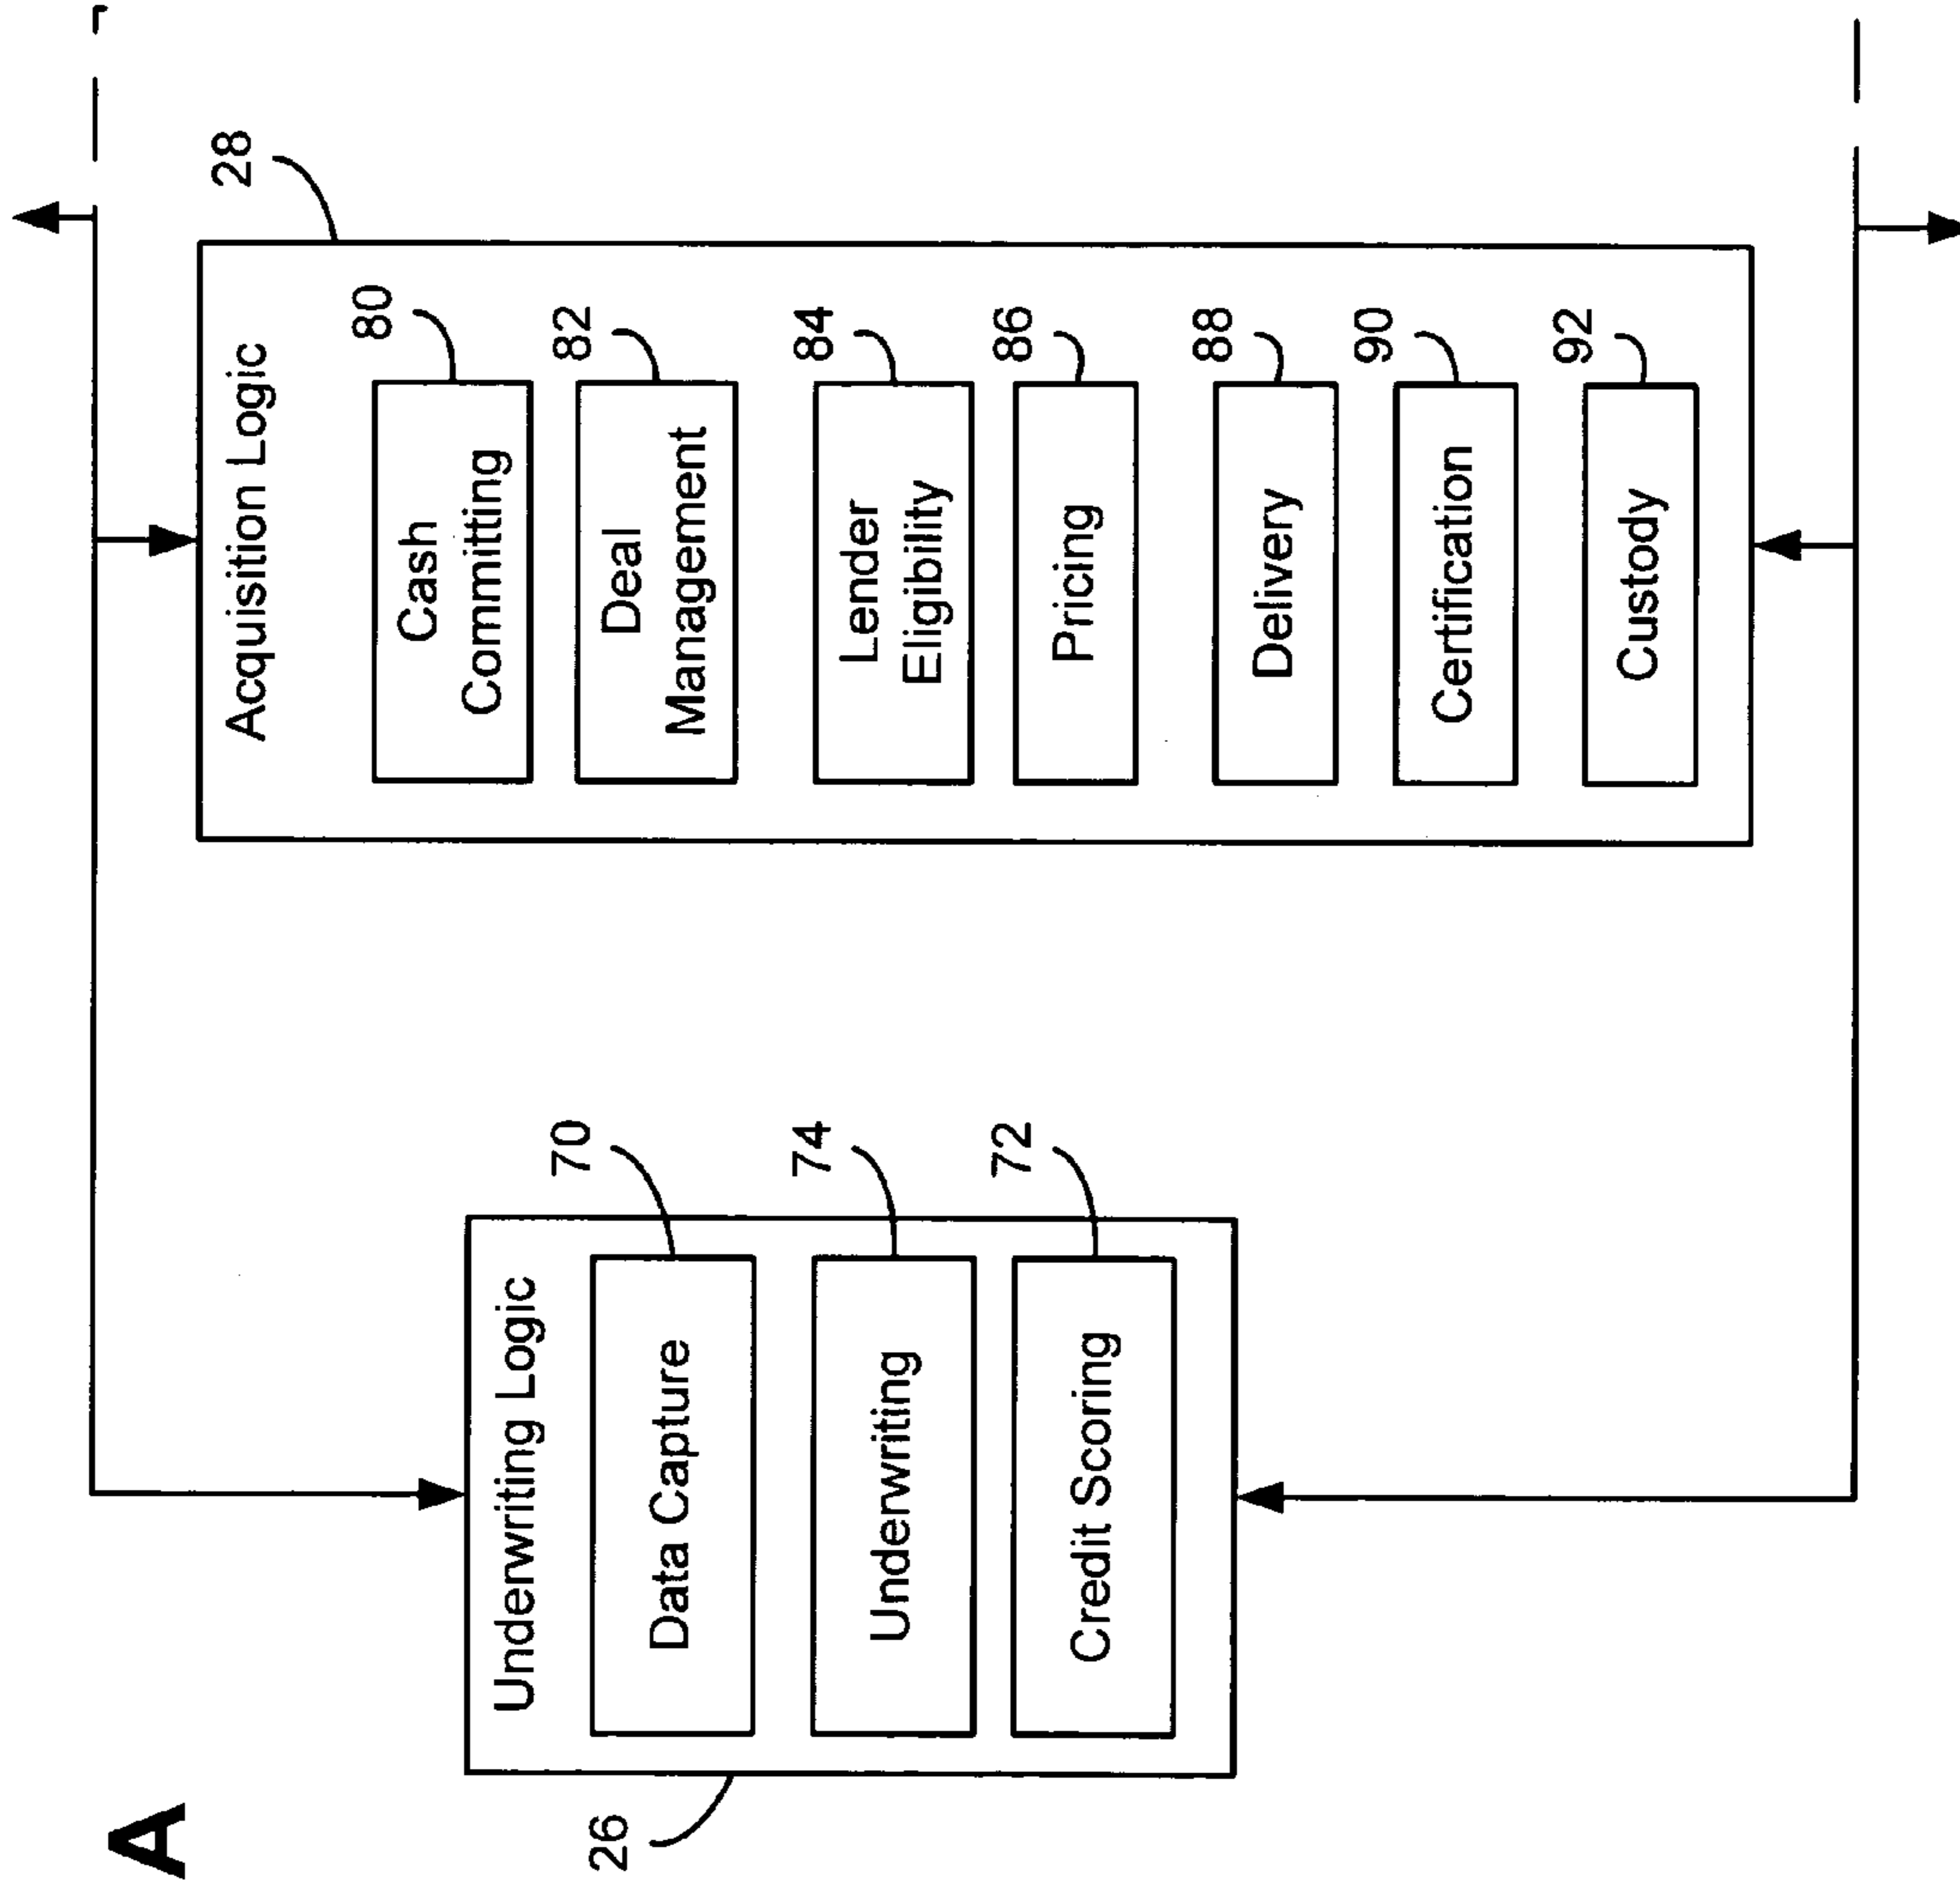 A
26
Underwriting Logic
70
Data Capture
74
Underwriting
72
Credit Scoring
28
Acquisition Logic
80
Cash
Committing
82
Deal
Management
84
Lender
Eligibility
86
Pricing
88
Delivery
90
Certification
92
Custody